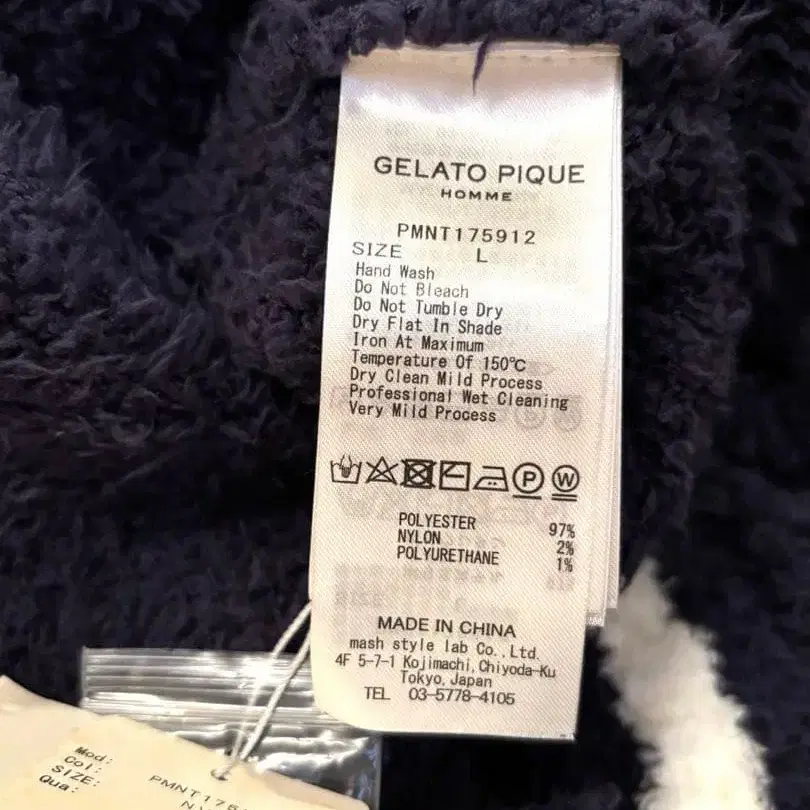 GELATO PIQUE
HOMME
PMNT175912
SIZE L
Hand Wash
Do Not Bleach
Do Not Tumble Dry
Dry Flat In Shade
Iron At Maximum
Temperature Of 150℃
Dry Clean Mild Process
Professional Wet Cleaning
Very Mild Process
P W
POLYESTER 97%
NYLON 2%
POLYURETHANE 1%
MADE IN CHINA
mash style lab Co.,Ltd.
4F 5-7-1 Kojimachi,Chiyoda-Ku
Tokyo,Japan
TEL 03-5778-4105
Mod:
Col:
SIZE:
Qua: